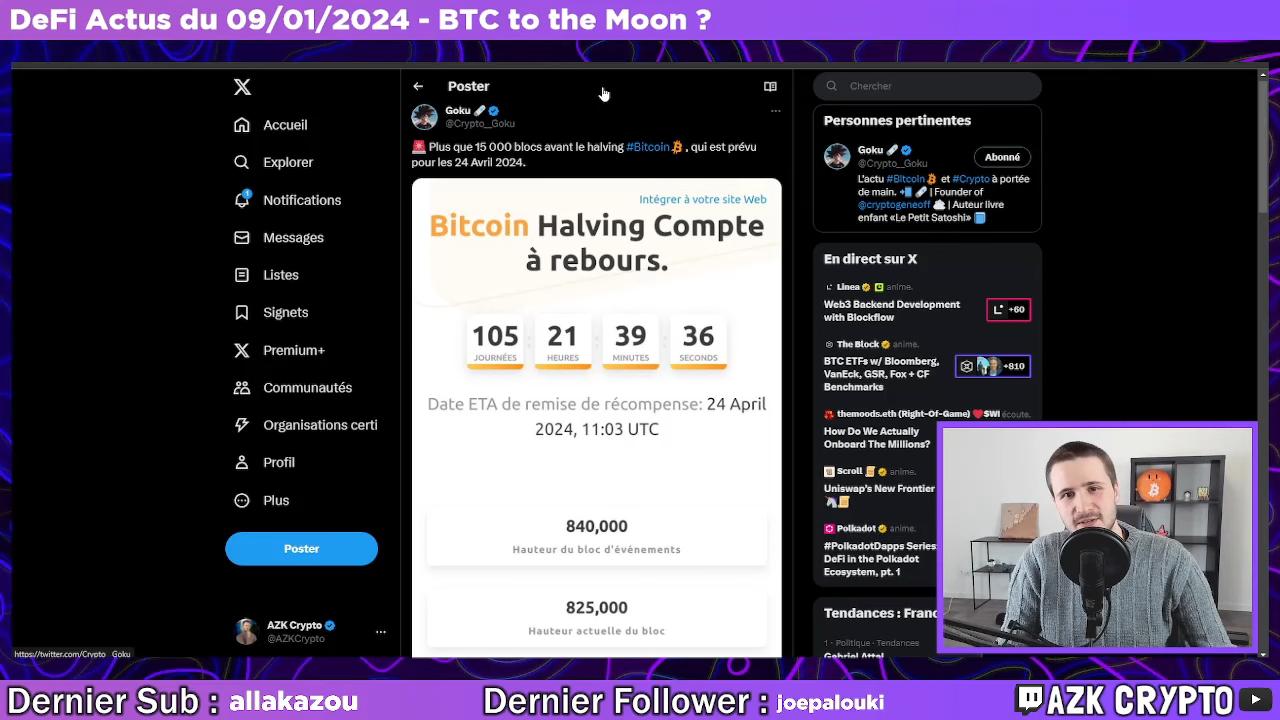 DeFi Actus du 09/01/2024 - BTC to the Moon ?
Accueil
Explorer
1
Notifications
Messages
Listes
Signets
Premium+
Communautés
Organisations certi
Profil
Plus
Poster
AZK Crypto
@AZKCrypto
https://twitter.com/Crypto__Goku
Poster
Goku
@Crypto__Goku
Plus que 15 000 blocs avant le halving #Bitcoin , qui est prévu
pour les 24 Avril 2024.
Intégrer à votre site Web
Bitcoin Halving Compte
à rebours.
105 : 21 : 39 : 36
JOURNÉES HEURES MINUTES SECONDS
Date ETA de remise de récompense: 24 April
2024, 11:03 UTC
840,000
Hauteur du bloc d'événements
825,000
Hauteur actuelle du bloc
Chercher
Personnes pertinentes
Goku
@Crypto__Goku
Abonné
L'actu #Bitcoin et #Crypto à portée
de main. | Founder of
@cryptogeneoff | Auteur livre
enfant «Le Petit Satoshi»
En direct sur X
Linea anime.
Web3 Backend Development
with Blockflow
+60
The Block anime.
BTC ETFs w/ Bloomberg,
VanEck, GSR, Fox + CF
Benchmarks
+810
themoons.eth (Right-Of-Game) SWI écoute.
How Do We Actually
Onboard The Millions?
Scroll anime.
Uniswap's New Frontier
Polkadot anime.
#PolkadotDapps Series
DeFi in the Polkadot
Ecosystem, pt. 1
Tendances : Franc
1 · Politique · Tendances
Gabriel Attal
Dernier Sub : allakazou
Dernier Follower : joepalouki
AZK CRYPTO